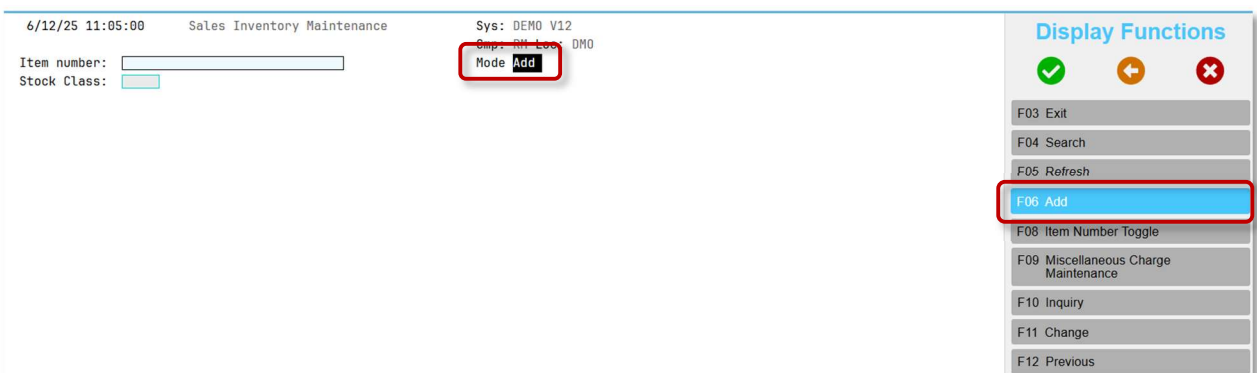 6/12/25 11:05:00 Sales Inventory Maintenance Sys: DEMO V12
Cmp: RM Loc: DMO
Item number: Mode Add
Stock Class:
Display Functions
F03 Exit
F04 Search
F05 Refresh
F06 Add
F08 Item Number Toggle
F09 Miscellaneous Charge
Maintenance
F10 Inquiry
F11 Change
F12 Previous